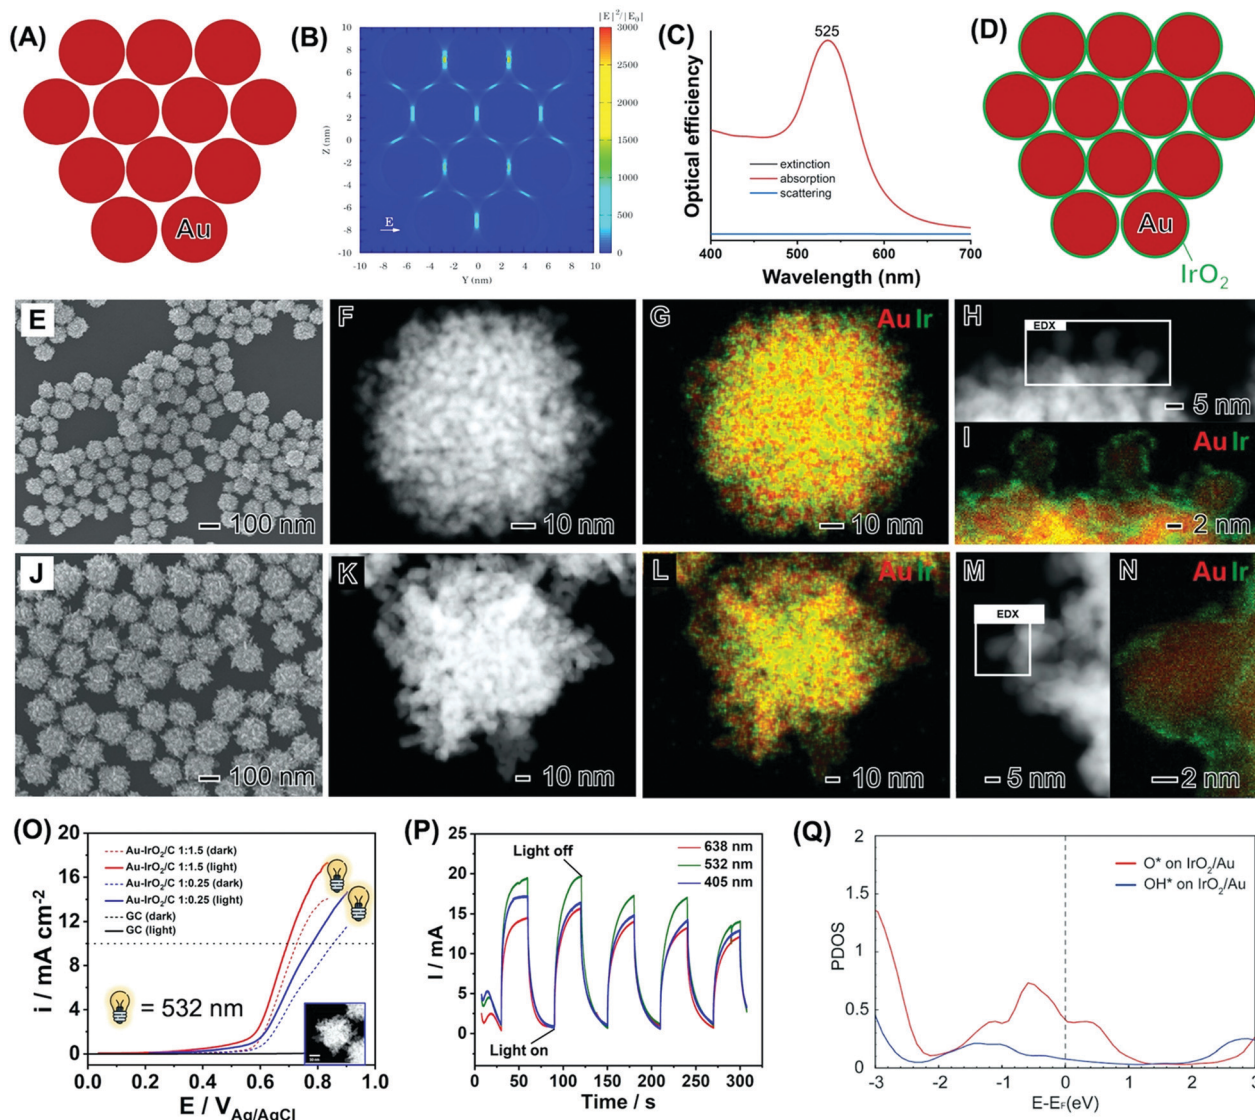 (A)
Au
(B)
|E|²/|E₀|
10
8
6
4
2
0
-2
-4
-6
-8
-10
Z (nm)
E
-10 -8 -6 -4 -2 0 2 4 6 8 10
Y (nm)
3000
2500
2000
1500
1000
500
0
(C)
525
Optical efficiency
extinction
absorption
scattering
400 500 600 700
Wavelength (nm)
(D)
Au
IrO₂
E
100 nm
F
10 nm
G
Au Ir
10 nm
H
EDX
5 nm
I
Au Ir
2 nm
J
100 nm
K
10 nm
L
Au Ir
10 nm
M
EDX
5 nm
N
Au Ir
2 nm
(O)
20
16
12
8
4
0
i / mA cm⁻²
Au-IrO₂/C 1:1.5 (dark)
Au-IrO₂/C 1:1.5 (light)
Au-IrO₂/C 1:0.25 (dark)
Au-IrO₂/C 1:0.25 (light)
GC (dark)
GC (light)
= 532 nm
0.0 0.2 0.4 0.6 0.8 1.0
E / V Ag/AgCl
(P)
25
20
15
10
5
0
I / mA
Light off
638 nm
532 nm
405 nm
Light on
0 50 100 150 200 250 300
Time / s
(Q)
2
1.5
1
0.5
0
PDOS
O* on IrO₂/Au
OH* on IrO₂/Au
-3 -2 -1 0 1 2 3
E-E_F(eV)